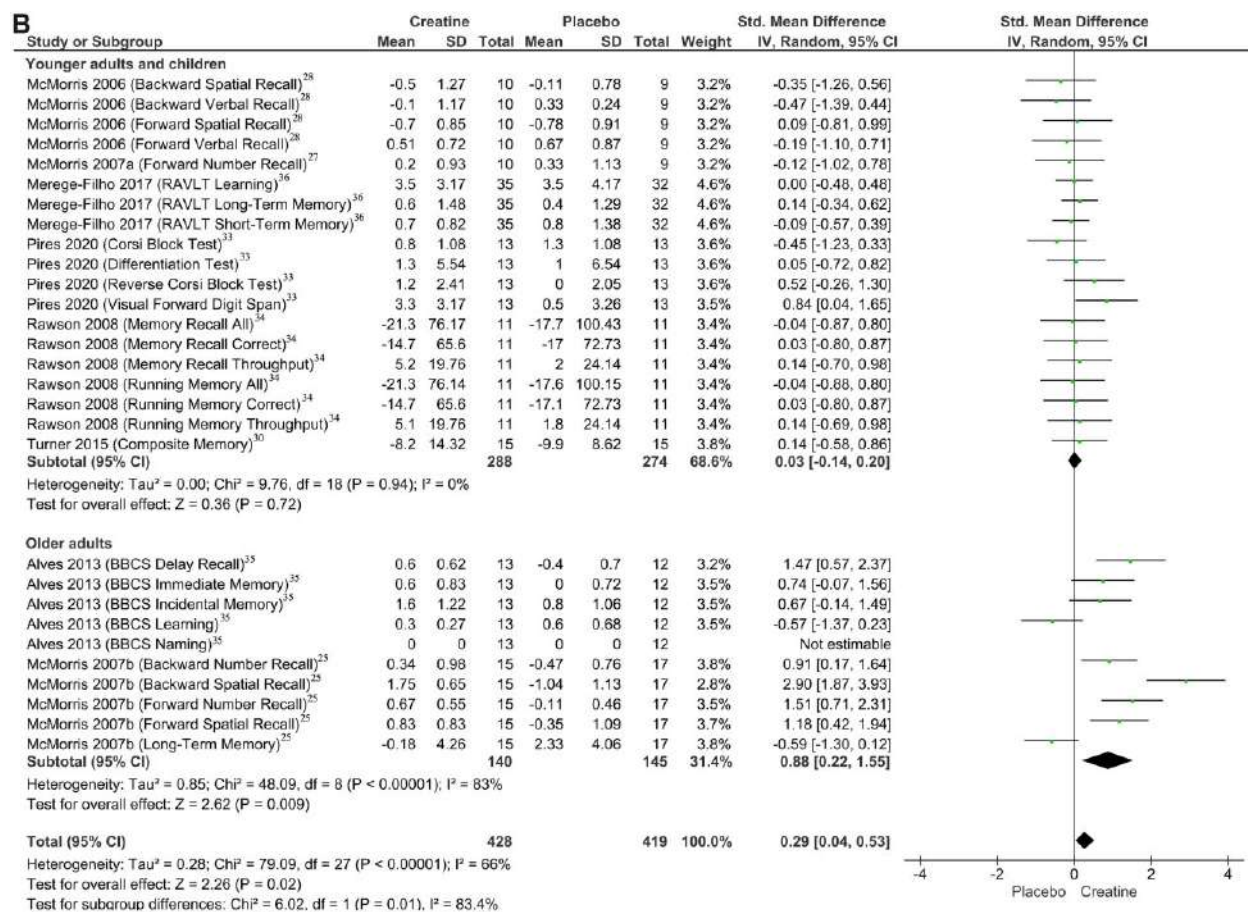 B
Creatine Placebo Std. Mean Difference Std. Mean Difference
Study or Subgroup Mean SD Total Mean SD Total Weight IV, Random, 95% CI IV, Random, 95% CI
Younger adults and children
McMorris 2006 (Backward Spatial Recall)28 -0.5 1.27 10 -0.11 0.78 9 3.2% -0.35 [-1.26, 0.56]
McMorris 2006 (Backward Verbal Recall)28 -0.1 1.17 10 0.33 0.24 9 3.2% -0.47 [-1.39, 0.44]
McMorris 2006 (Forward Spatial Recall)28 -0.7 0.85 10 -0.78 0.91 9 3.2% 0.09 [-0.81, 0.99]
McMorris 2006 (Forward Verbal Recall)28 0.51 0.72 10 0.67 0.87 9 3.2% -0.19 [-1.10, 0.71]
McMorris 2007a (Forward Number Recall)27 0.2 0.93 10 0.33 1.13 9 3.2% -0.12 [-1.02, 0.78]
Merege-Filho 2017 (RAVLT Learning)36 3.5 3.17 35 3.5 4.17 32 4.6% 0.00 [-0.48, 0.48]
Merege-Filho 2017 (RAVLT Long-Term Memory)36 0.6 1.48 35 0.4 1.29 32 4.6% 0.14 [-0.34, 0.62]
Merege-Filho 2017 (RAVLT Short-Term Memory)36 0.7 0.82 35 0.8 1.38 32 4.6% -0.09 [-0.57, 0.39]
Pires 2020 (Corsi Block Test)33 0.8 1.08 13 1.3 1.08 13 3.6% -0.45 [-1.23, 0.33]
Pires 2020 (Differentiation Test)33 1.3 5.54 13 1 6.54 13 3.6% 0.05 [-0.72, 0.82]
Pires 2020 (Reverse Corsi Block Test)33 1.2 2.41 13 0 2.05 13 3.6% 0.52 [-0.26, 1.30]
Pires 2020 (Visual Forward Digit Span)33 3.3 3.17 13 0.5 3.26 13 3.5% 0.84 [0.04, 1.65]
Rawson 2008 (Memory Recall All)34 -21.3 76.17 11 -17.7 100.43 11 3.4% -0.04 [-0.87, 0.80]
Rawson 2008 (Memory Recall Correct)34 -14.7 65.6 11 -17 72.73 11 3.4% 0.03 [-0.80, 0.87]
Rawson 2008 (Memory Recall Throughput)34 5.2 19.76 11 2 24.14 11 3.4% 0.14 [-0.70, 0.98]
Rawson 2008 (Running Memory All)34 -21.3 76.14 11 -17.6 100.15 11 3.4% -0.04 [-0.88, 0.80]
Rawson 2008 (Running Memory Correct)34 -14.7 65.6 11 -17.1 72.73 11 3.4% 0.03 [-0.80, 0.87]
Rawson 2008 (Running Memory Throughput)34 5.1 19.76 11 1.8 24.14 11 3.4% 0.14 [-0.69, 0.98]
Turner 2015 (Composite Memory)30 -8.2 14.32 15 -9.9 8.62 15 3.8% 0.14 [-0.58, 0.86]
Subtotal (95% CI) 288 274 68.6% 0.03 [-0.14, 0.20]
Heterogeneity: Tau² = 0.00; Chi² = 9.76, df = 18 (P = 0.94); I² = 0%
Test for overall effect: Z = 0.36 (P = 0.72)
Older adults
Alves 2013 (BBCS Delay Recall)35 0.6 0.62 13 -0.4 0.7 12 3.2% 1.47 [0.57, 2.37]
Alves 2013 (BBCS Immediate Memory)35 0.6 0.83 13 0 0.72 12 3.5% 0.74 [-0.07, 1.56]
Alves 2013 (BBCS Incidental Memory)35 1.6 1.22 13 0.8 1.06 12 3.5% 0.67 [-0.14, 1.49]
Alves 2013 (BBCS Learning)35 0.3 0.27 13 0.6 0.68 12 3.5% -0.57 [-1.37, 0.23]
Alves 2013 (BBCS Naming)35 0 0 13 0 0 12 Not estimable
McMorris 2007b (Backward Number Recall)25 0.34 0.98 15 -0.47 0.76 17 3.8% 0.91 [0.17, 1.64]
McMorris 2007b (Backward Spatial Recall)25 1.75 0.65 15 -1.04 1.13 17 2.8% 2.90 [1.87, 3.93]
McMorris 2007b (Forward Number Recall)25 0.67 0.55 15 -0.11 0.46 17 3.5% 1.51 [0.71, 2.31]
McMorris 2007b (Forward Spatial Recall)25 0.83 0.83 15 -0.35 1.09 17 3.7% 1.18 [0.42, 1.94]
McMorris 2007b (Long-Term Memory)25 -0.18 4.26 15 2.33 4.06 17 3.8% -0.59 [-1.30, 0.12]
Subtotal (95% CI) 140 145 31.4% 0.88 [0.22, 1.55]
Heterogeneity: Tau² = 0.85; Chi² = 48.09, df = 8 (P < 0.00001); I² = 83%
Test for overall effect: Z = 2.62 (P = 0.009)
Total (95% CI) 428 419 100.0% 0.29 [0.04, 0.53]
Heterogeneity: Tau² = 0.28; Chi² = 79.09, df = 27 (P < 0.00001); I² = 66%
Test for overall effect: Z = 2.26 (P = 0.02)
Test for subgroup differences: Chi² = 6.02, df = 1 (P = 0.01), I² = 83.4%
-4 -2 0 2 4
Placebo Creatine